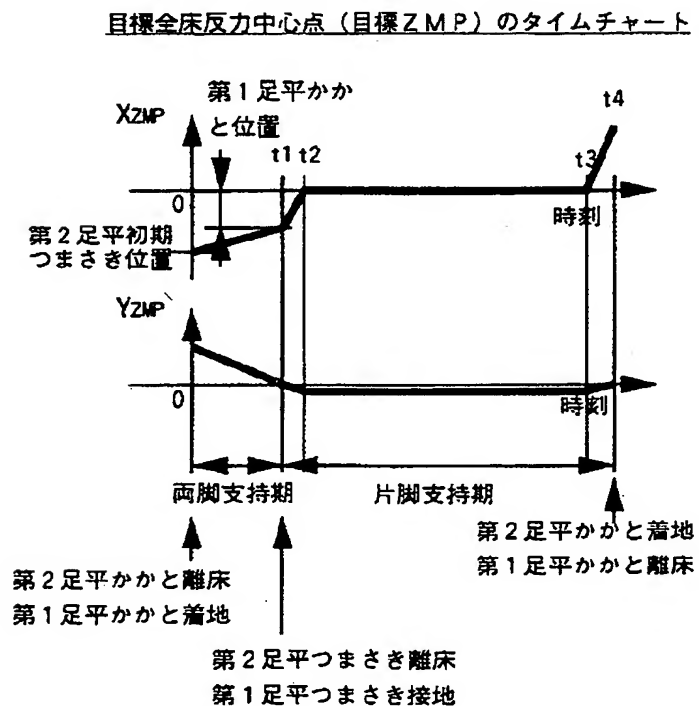 目標全床反力中心点（目標ZMP）のタイムチャート
第1足平かか
と位置
XZMP
t1
t2
t3
t4
0
時刻
第2足平初期
つまさき位置
YZMP
0
時刻
両脚支持期
片脚支持期
第2足平かかと着地
第1足平かかと離床
第2足平かかと離床
第1足平かかと着地
第2足平つまさき離床
第1足平つまさき接地